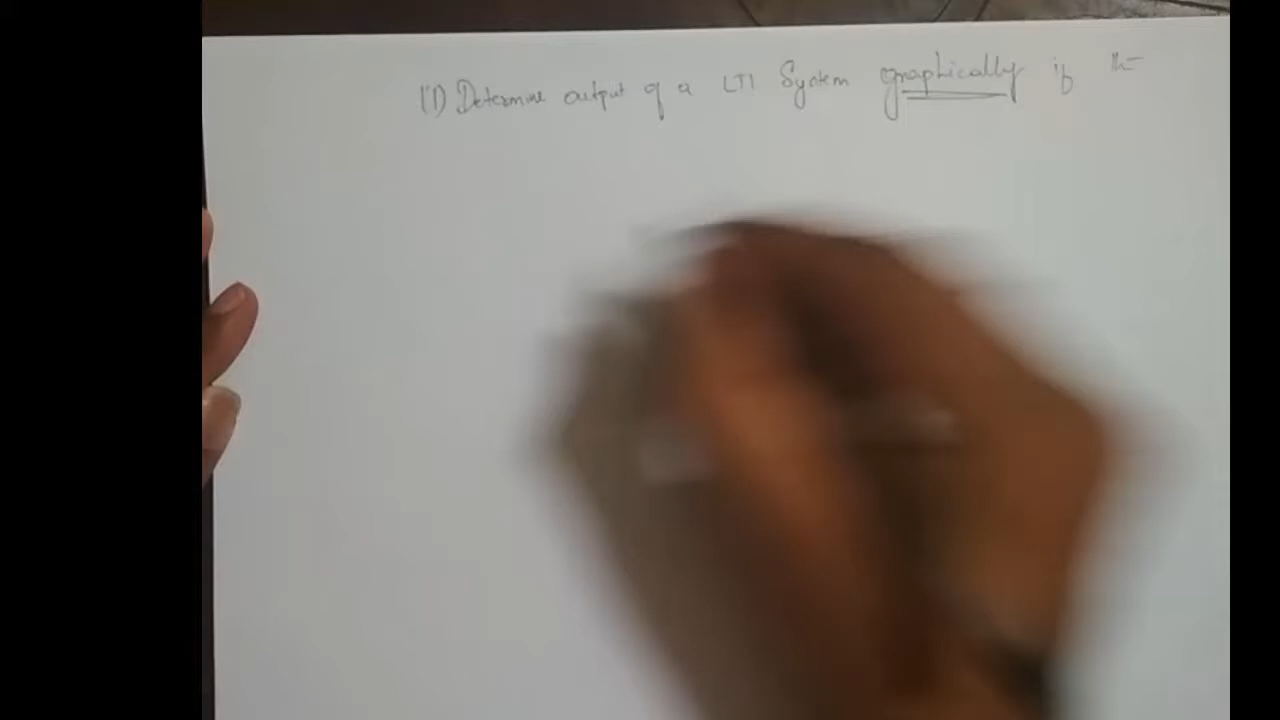 (1) Determine output of a LTI System graphically if the